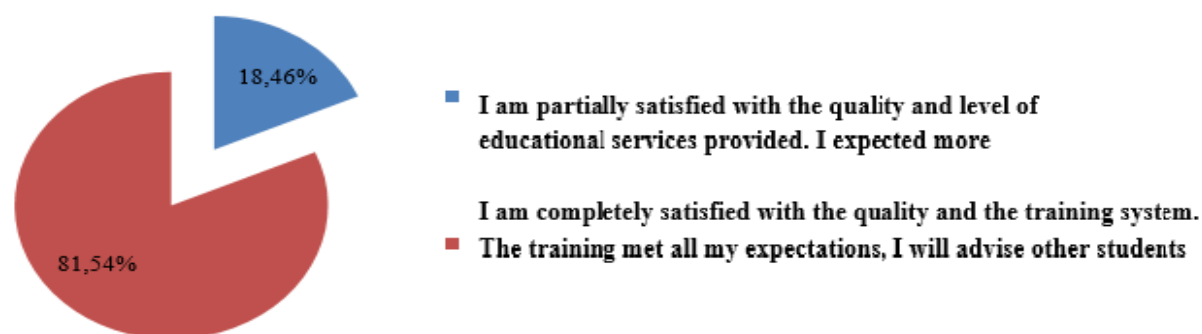 18,46%
81,54%
I am partially satisfied with the quality and level of
educational services provided. I expected more
I am completely satisfied with the quality and the training system.
The training met all my expectations, I will advise other students